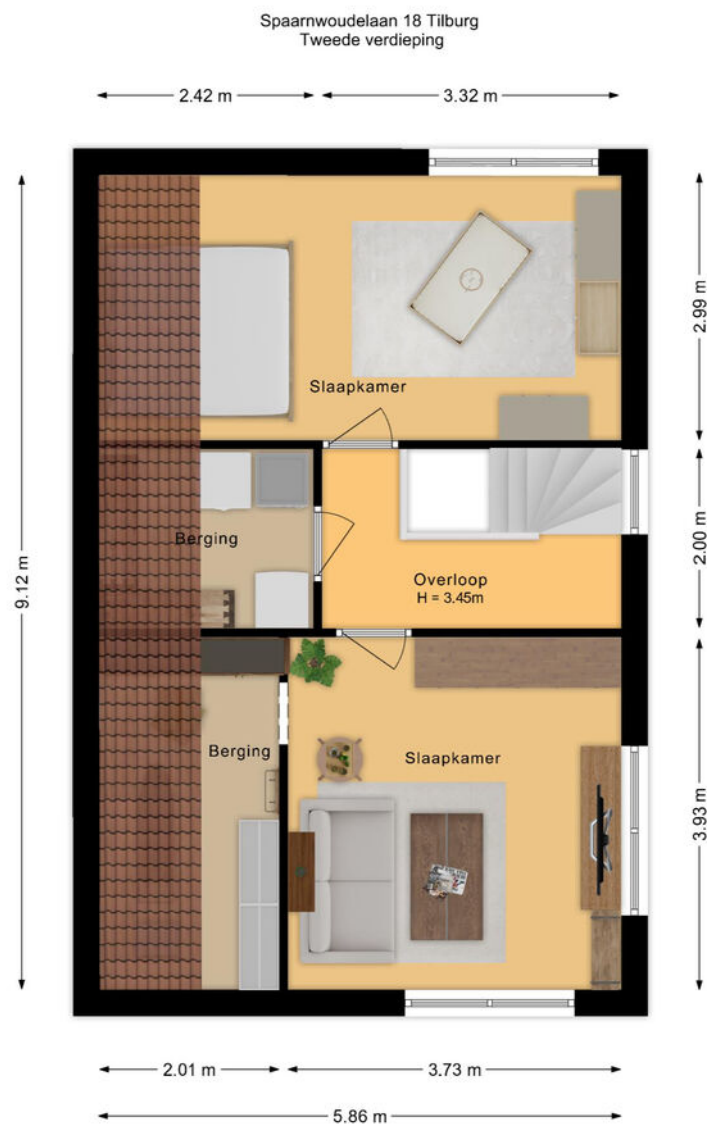 Spaarnwoudelaan 18 Tilburg
Tweede verdieping
2.42 m
3.32 m
2.99 m
Slaapkamer
2.00 m
Berging
9.12 m
Overloop
H = 3.45m
Berging
Slaapkamer
3.93 m
2.01 m
3.73 m
5.86 m